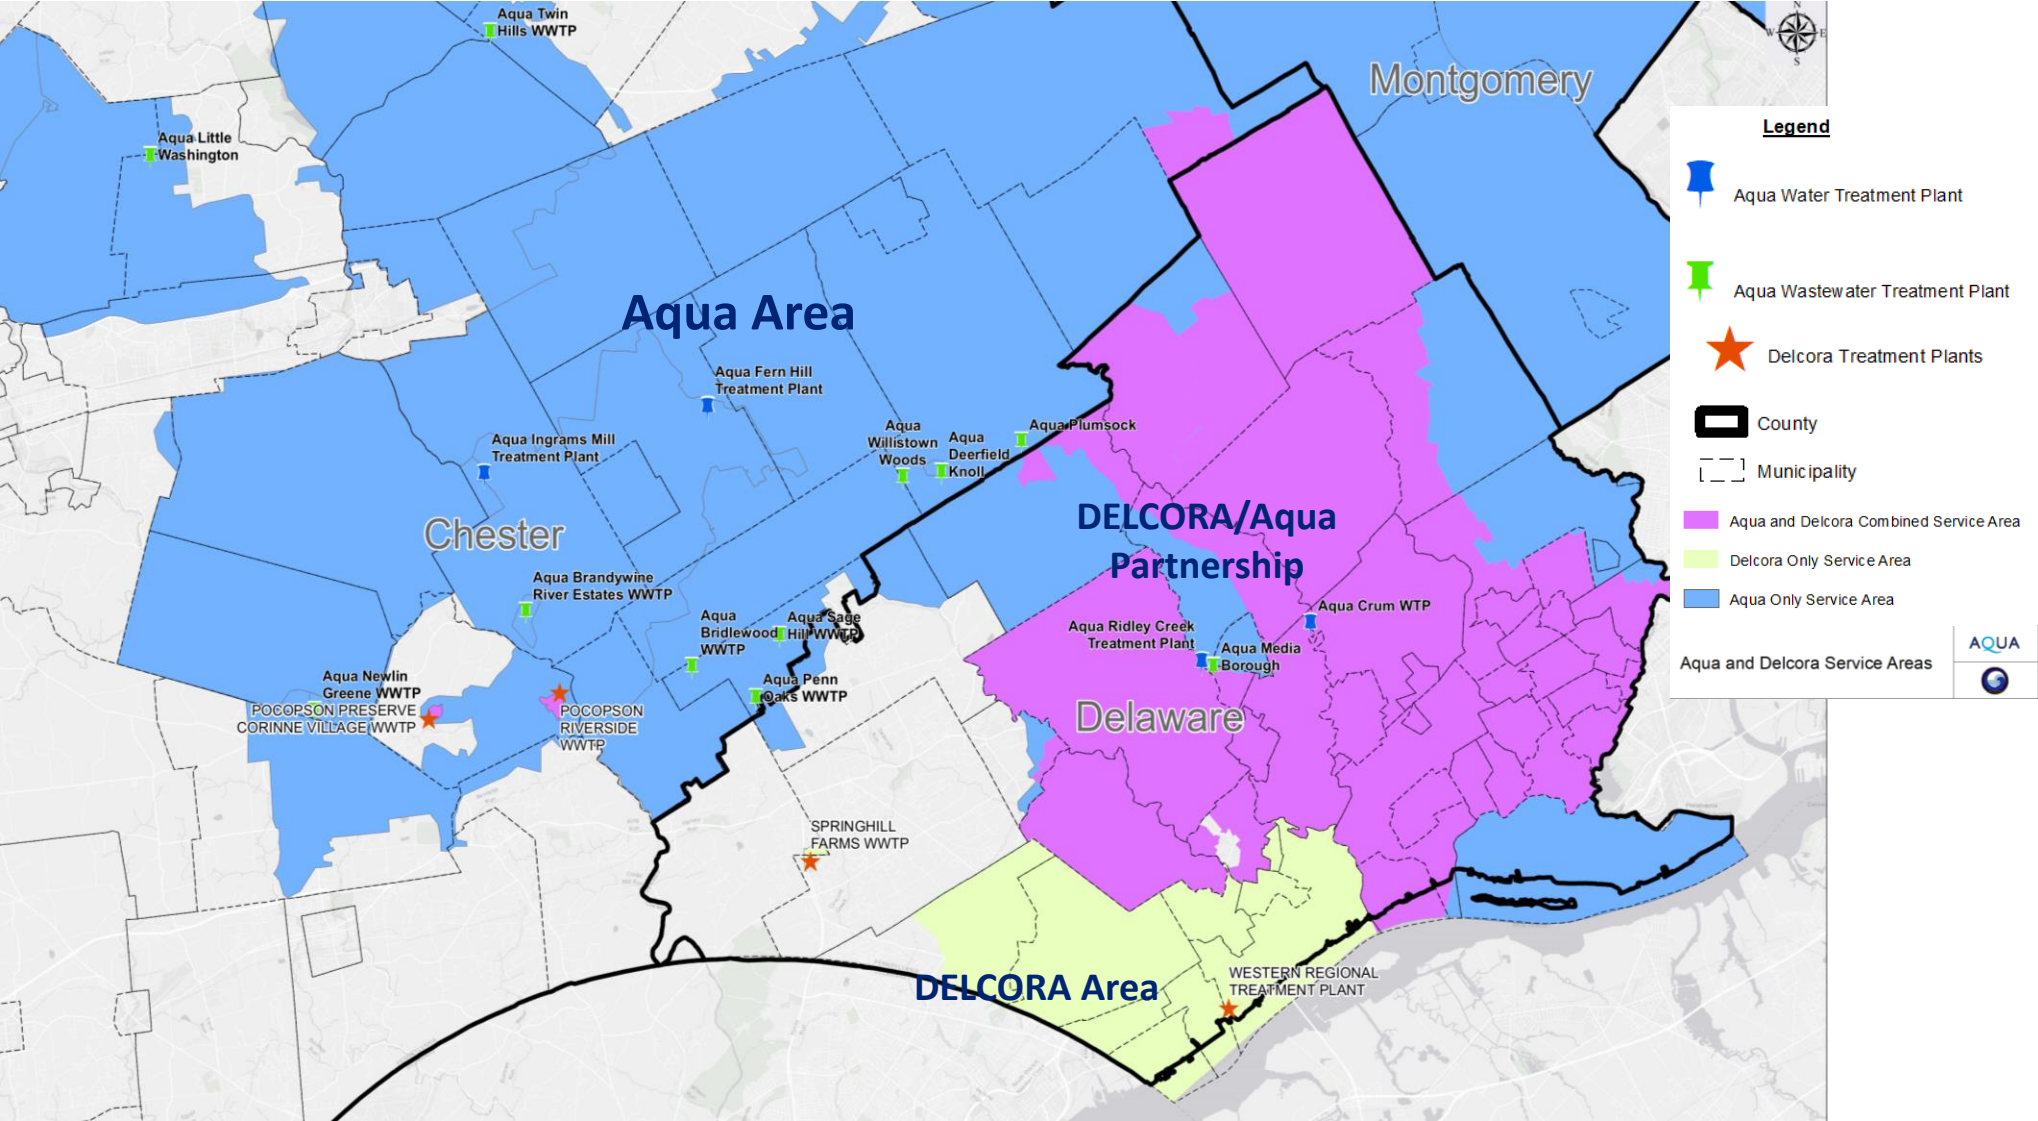 Aqua Twin
Hills WWTP
N
W
E
S
Montgomery
Aqua Little
Washington
Legend
Aqua Water Treatment Plant
Aqua Wastewater Treatment Plant
Delcora Treatment Plants
County
Municipality
Aqua and Delcora Combined Service Area
Delcora Only Service Area
Aqua Only Service Area
Aqua and Delcora Service Areas
AQUA
Aqua Area
Aqua Fern Hill
Treatment Plant
Aqua Ingrams Mill
Treatment Plant
Aqua
Willistown
Woods
Aqua
Deerfield
Knoll
Aqua Plumsock
Chester
DELCORA/Aqua
Partnership
Aqua Brandywine
River Estates WWTP
Aqua
Bridlewood
WWTP
Aqua Sage
Hill WWTP
Aqua Crum WTP
Aqua Ridley Creek
Treatment Plant
Aqua Media
Borough
Aqua Newlin
Greene WWTP
POCOPSON PRESERVE
CORINNE VILLAGE WWTP
Aqua Penn
Oaks WWTP
POCOPSON
RIVERSIDE
WWTP
Delaware
SPRINGHILL
FARMS WWTP
DELCORA Area
WESTERN REGIONAL
TREATMENT PLANT